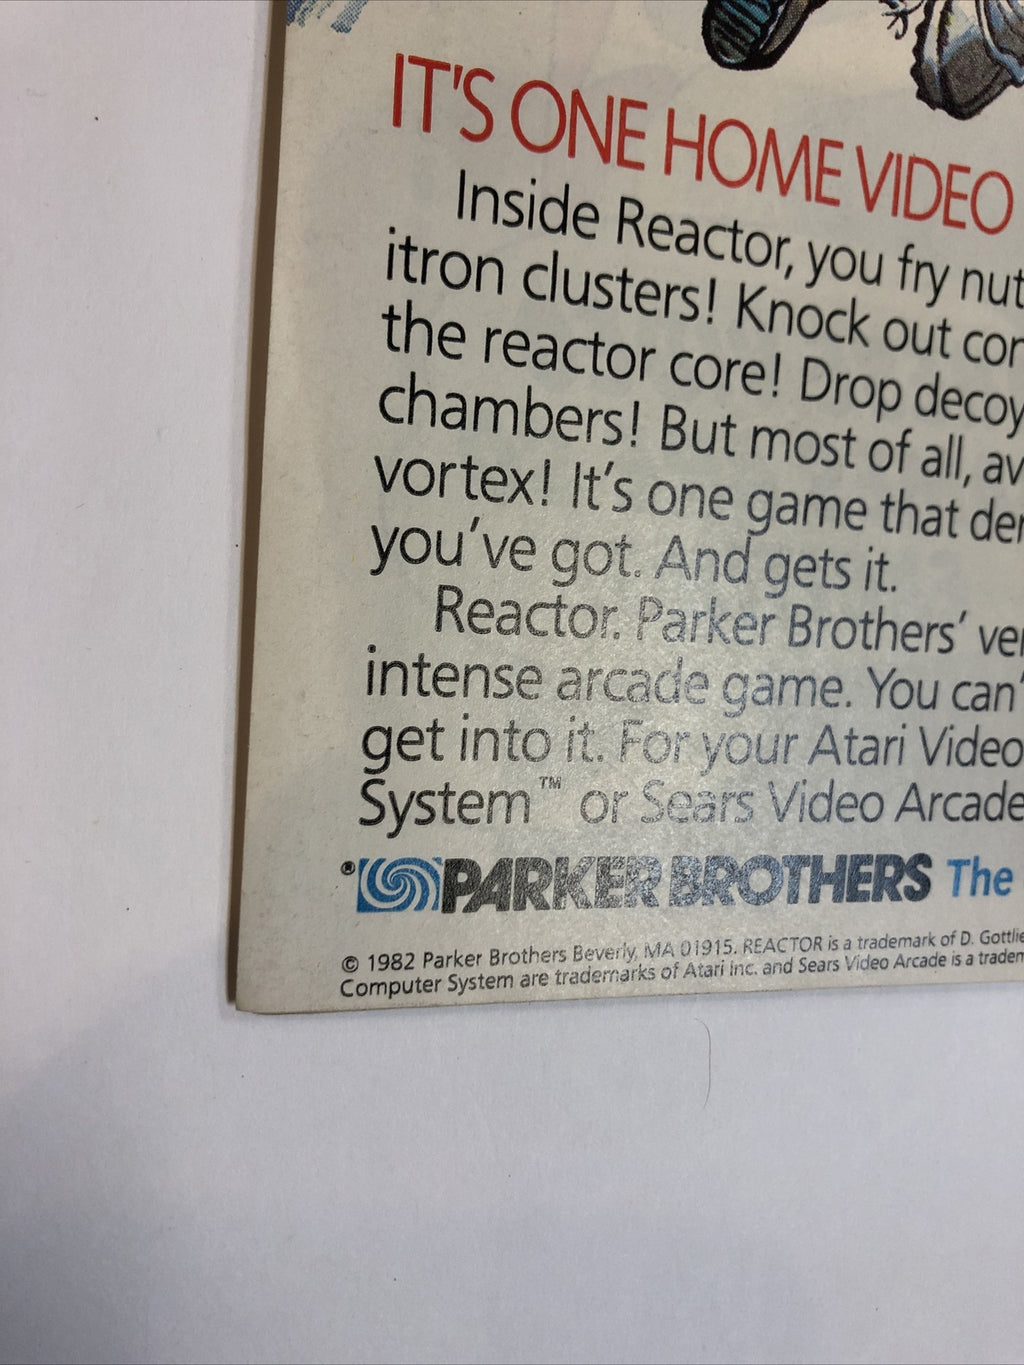 IT'S ONE HOME VIDEO
Inside Reactor, you fry nut
itron clusters! Knock out con
the reactor core! Drop decoy
chambers! But most of all, av
vortex! It's one game that der
you've got. And gets it.
Reactor. Parker Brothers' ver
intense arcade game. You can'
get into it. For your Atari Video
System™ or Sears Video Arcade
® PARKER BROTHERS The
© 1982 Parker Brothers Beverly, MA 01915. REACTOR is a trademark of D. Gottlie
Computer System are trademarks of Atari Inc. and Sears Video Arcade is a tradem